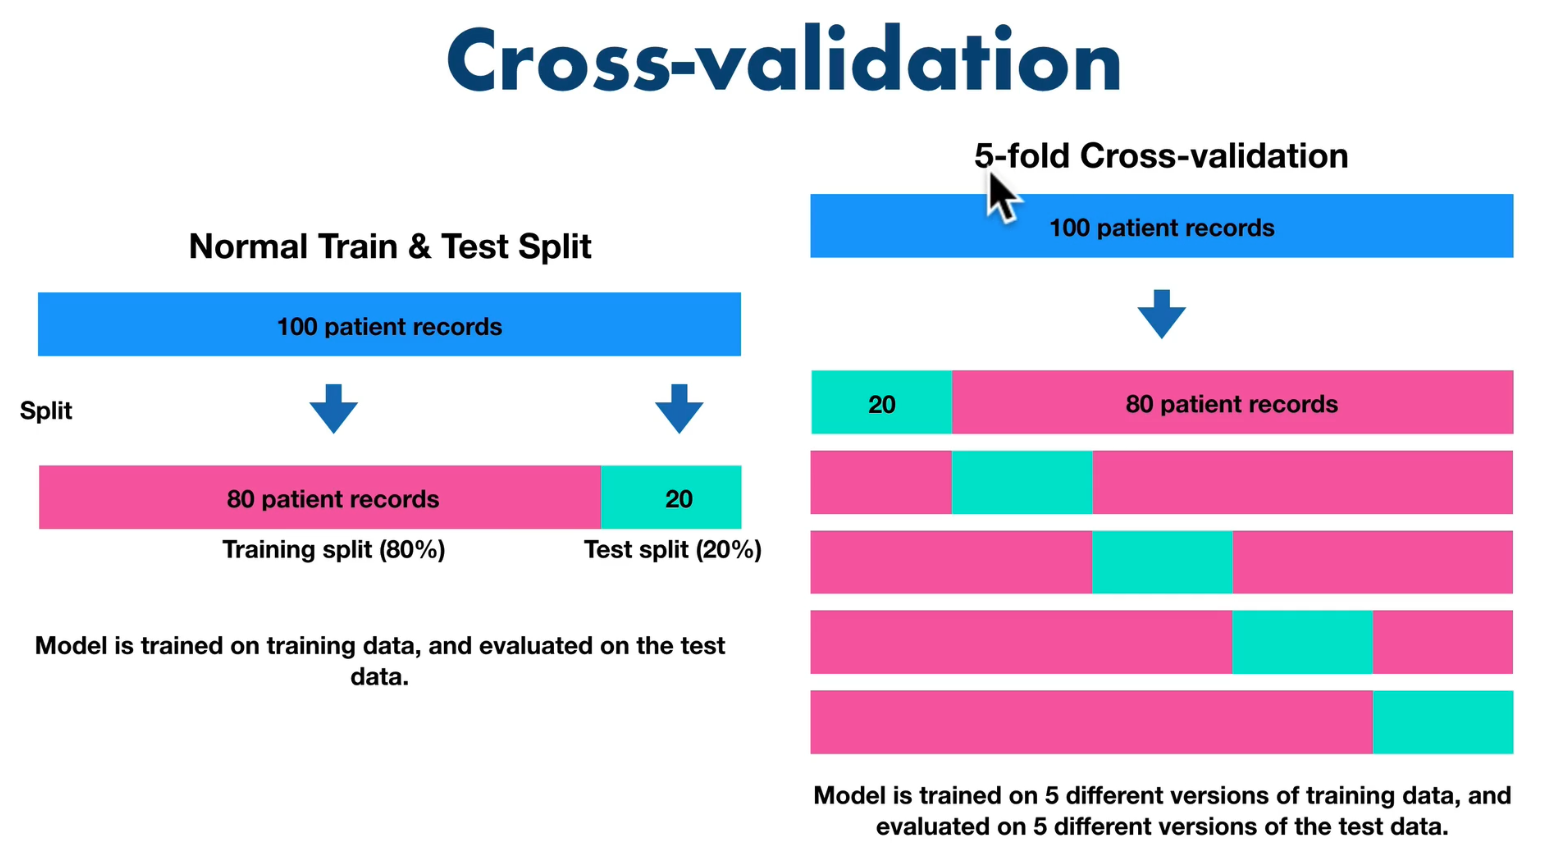 Cross-validation
Normal Train & Test Split
100 patient records
Split
80 patient records
20
Training split (80%)
Test split (20%)
Model is trained on training data, and evaluated on the test
data.
5-fold Cross-validation
100 patient records
20
80 patient records
Model is trained on 5 different versions of training data, and
evaluated on 5 different versions of the test data.